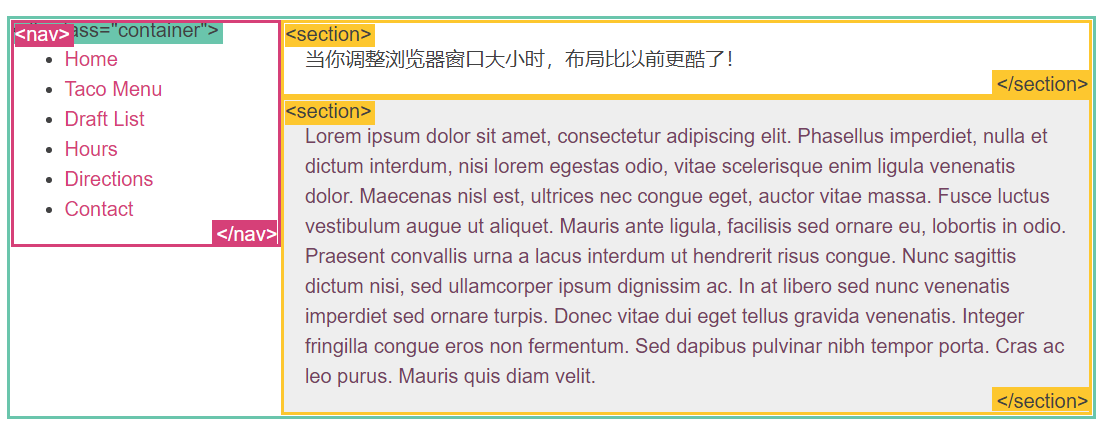 <nav>
ass="container">
Home
Taco Menu
Draft List
Hours
Directions
Contact
</nav>
<section>
当你调整浏览器窗口大小时，布局比以前更酷了！
</section>
<section>
Lorem ipsum dolor sit amet, consectetur adipiscing elit. Phasellus imperdiet, nulla et
dictum interdum, nisi lorem egestas odio, vitae scelerisque enim ligula venenatis
dolor. Maecenas nisl est, ultrices nec congue eget, auctor vitae massa. Fusce luctus
vestibulum augue ut aliquet. Mauris ante ligula, facilisis sed ornare eu, lobortis in odio.
Praesent convallis urna a lacus interdum ut hendrerit risus congue. Nunc sagittis
dictum nisi, sed ullamcorper ipsum dignissim ac. In at libero sed nunc venenatis
imperdiet sed ornare turpis. Donec vitae dui eget tellus gravida venenatis. Integer
fringilla congue eros non fermentum. Sed dapibus pulvinar nibh tempor porta. Cras ac
leo purus. Mauris quis diam velit.
</section>